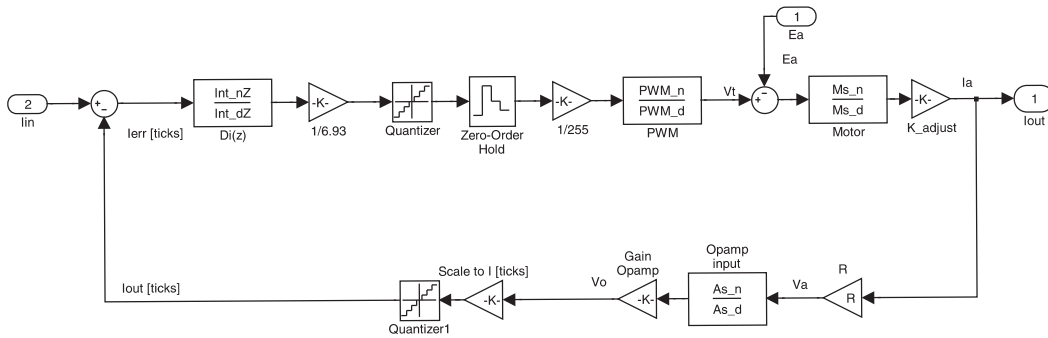 1
Ea
Ea
2
Iin
+
−
Ierr [ticks]
Int_nZ
Int_dZ
Di(z)
-K-
1/6.93
Quantizer
Zero-Order
Hold
-K-
1/255
PWM_n
PWM_d
PWM
Vt
+
−
Ms_n
Ms_d
Motor
-K-
K_adjust
Ia
1
Iout
Iout [ticks]
Quantizer1
Scale to I [ticks]
-K-
Vo
Gain
Opamp
-K-
Opamp
input
As_n
As_d
Va
R
R